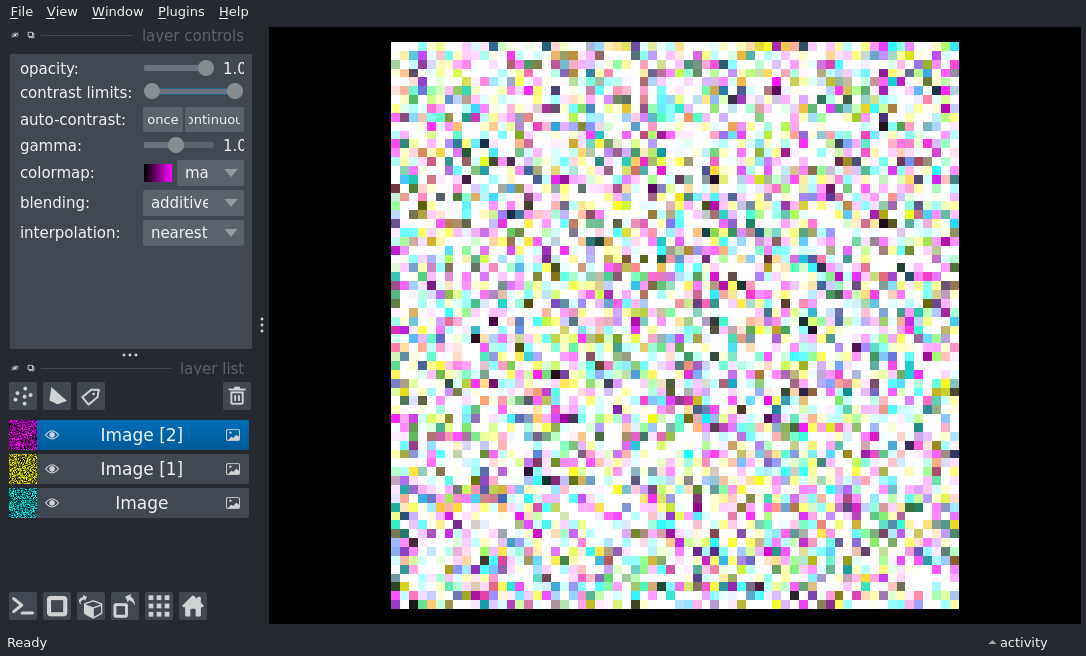 File View Window Plugins Help
layer controls
opacity: 1.0
contrast limits:
auto-contrast: once ontinuou
gamma: 1.0
colormap: ma
blending: additive
interpolation: nearest
layer list
Image [2]
Image [1]
Image
Ready
activity